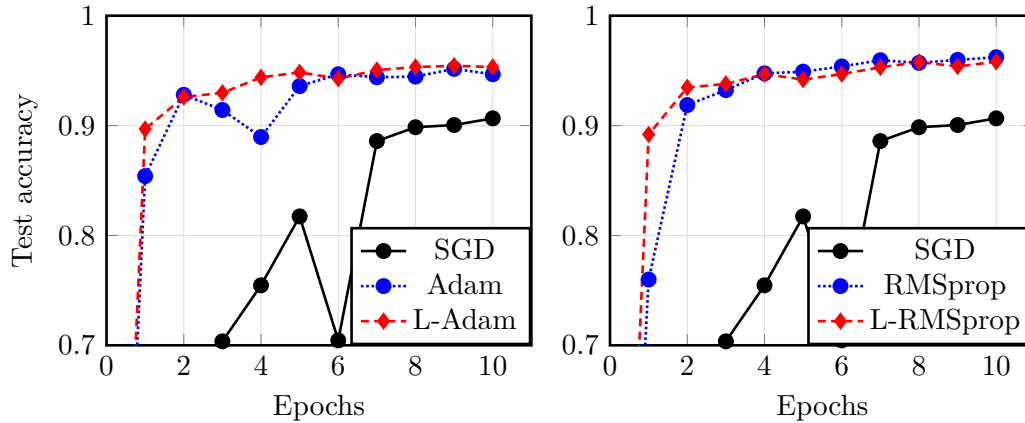 1
0.9
0.8
0.7
0 2 4 6 8 10
Epochs
Test accuracy
SGD
Adam
L-Adam
1
0.9
0.8
0.7
0 2 4 6 8 10
Epochs
SGD
RMSprop
L-RMSprop